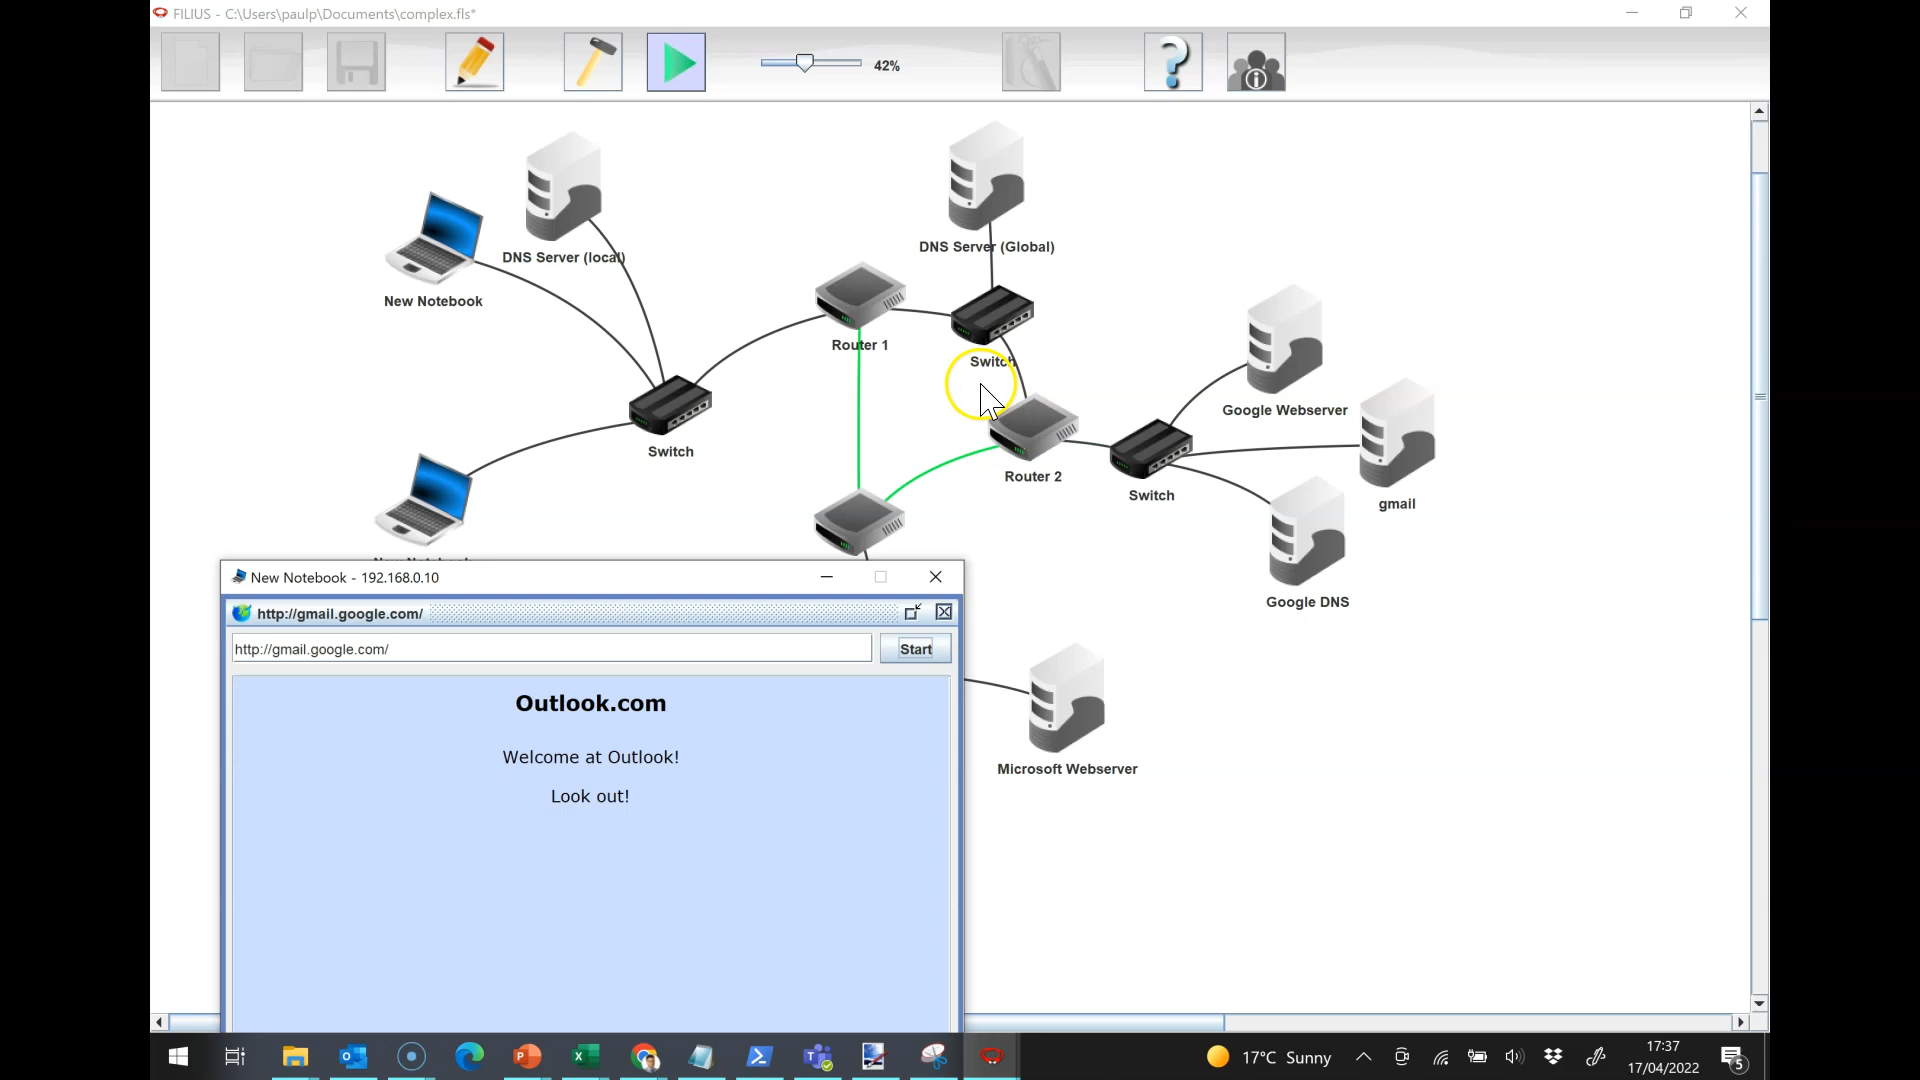 FILIUS - C:\Users\paulp\Documents\complex.fls*
42%
DNS Server (local)
DNS Server (Global)
New Notebook
Router 1
Switch
Google Webserver
Switch
Router 2
Switch
gmail
Google DNS
New Notebook - 192.168.0.10
http://gmail.google.com/
http://gmail.google.com/
Start
Outlook.com
Welcome at Outlook!
Look out!
Microsoft Webserver
17°C Sunny
17:37
17/04/2022
5